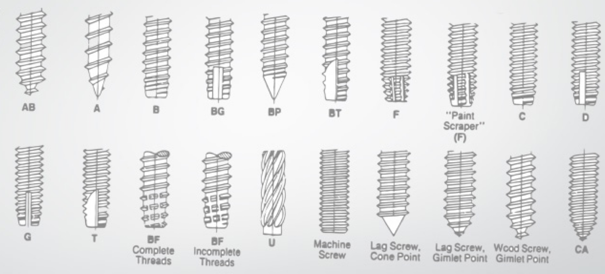 AB
A
B
BG
BP
BT
F
"Paint
Scraper"
(F)
C
D
G
T
BF
Complete
Threads
BF
Incomplete
Threads
U
Machine
Screw
Lag Screw,
Cone Point
Lag Screw,
Gimlet Point
Wood Screw,
Gimlet Point
CA